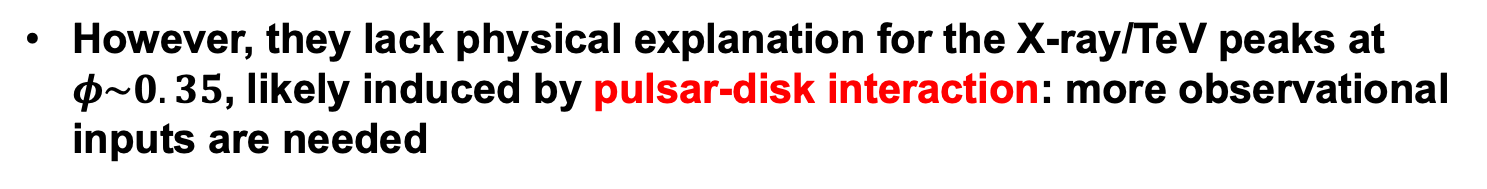 • However, they lack physical explanation for the X-ray/TeV peaks at
ϕ~0.35, likely induced by pulsar-disk interaction: more observational
inputs are needed